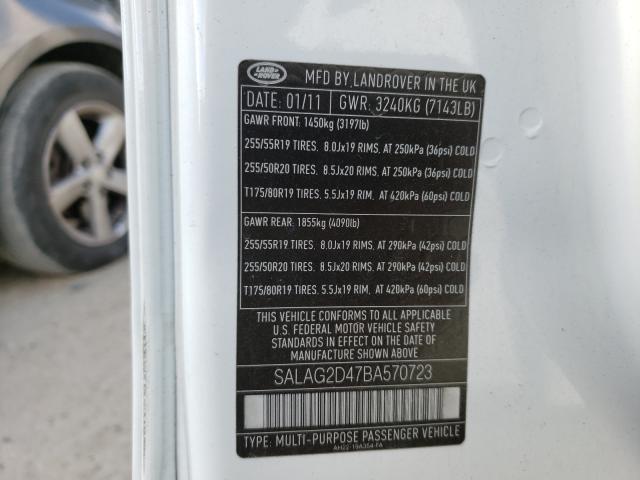 LAND
ROVER
MFD BY, LANDROVER IN THE UK
DATE: 01/11 GWR: 3240KG (7143LB)
GAWR FRONT: 1450kg (3197lb)
255/55R19 TIRES. 8.0Jx19 RIMS, AT 250kPa (36psi) COLD
255/50R20 TIRES. 8.5Jx20 RIMS, AT 250kPa (36psi) COLD
T175/80R19 TIRES. 5.5Jx19 RIM, AT 420kPa (60psi) COLD
GAWR REAR: 1855kg (4090lb)
255/55R19 TIRES. 8.0Jx19 RIMS, AT 290kPa (42psi) COLD
255/50R20 TIRES. 8.5Jx20 RIMS, AT 290kPa (42psi) COLD
T175/80R19 TIRES. 5.5Jx19 RIM, AT 420kPa (60psi) COLD
THIS VEHICLE CONFORMS TO ALL APPLICABLE
U.S. FEDERAL MOTOR VEHICLE SAFETY
STANDARDS IN EFFECT ON THE DATE OF
MANUFACTURE SHOWN ABOVE.
SALAG2D47BA570723
TYPE: MULTI-PURPOSE PASSENGER VEHICLE
AH22-19A354-FA